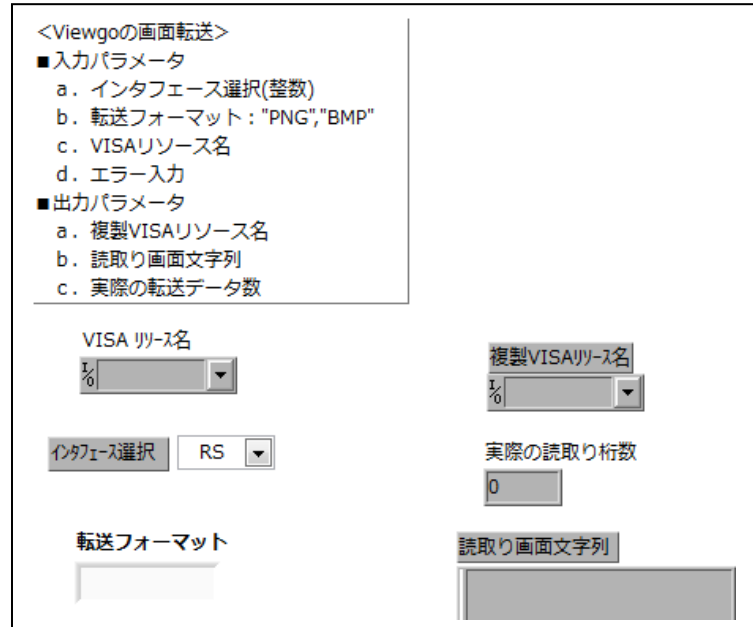 <Viewgoの画面転送>
■入力パラメータ
a．インタフェース選択(整数)
b．転送フォーマット："PNG","BMP"
c．VISAリソース名
d．エラー入力
■出力パラメータ
a．複製VISAリソース名
b．読取り画面文字列
c．実際の転送データ数
VISA ﾘｿｰｽ名
I/O
複製VISAﾘｿｰｽ名
I/O
ｲﾝﾀﾌｪｰｽ選択 RS
実際の読取り桁数
0
転送フォーマット
読取り画面文字列